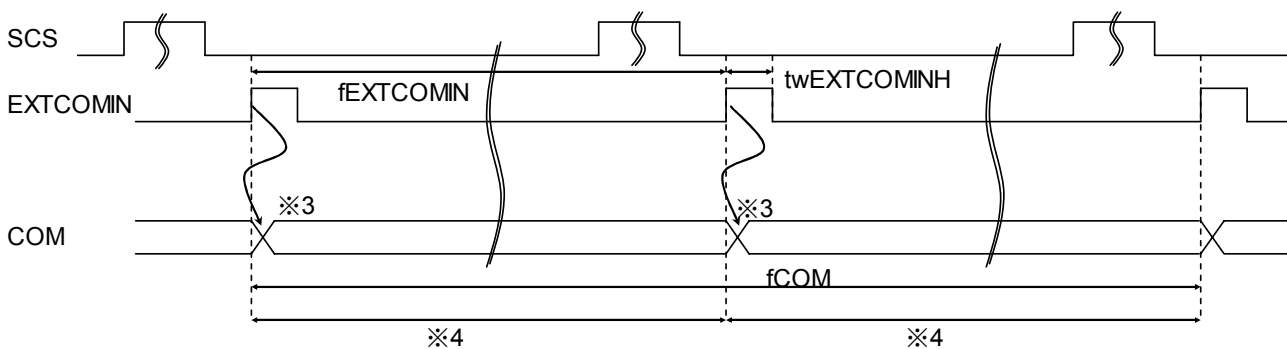 SCS
fEXTCOMIN
twEXTCOMINH
EXTCOMIN
※3
※3
COM
fCOM
※4
※4